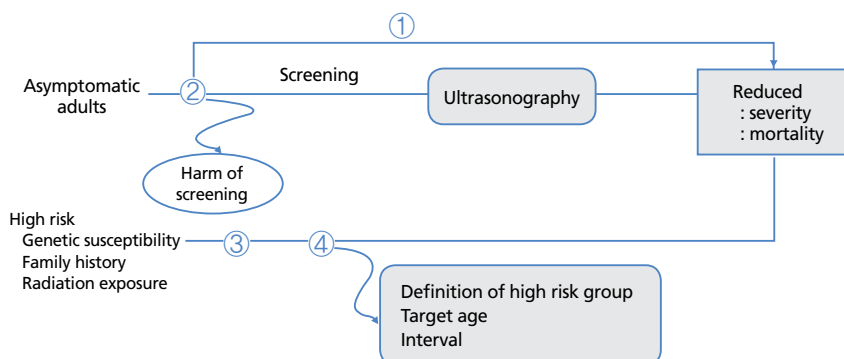 ①
Asymptomatic
adults
②
Screening
Ultrasonography
Reduced
: severity
: mortality
Harm of
screening
High risk
Genetic susceptibility
Family history
Radiation exposure
③
④
Definition of high risk group
Target age
Interval